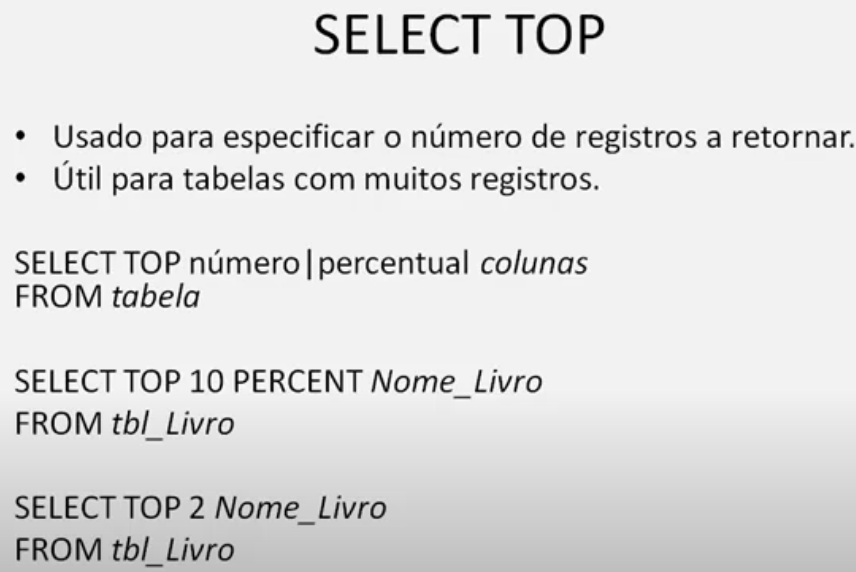 SELECT TOP
• Usado para especificar o número de registros a retornar.
• Útil para tabelas com muitos registros.
SELECT TOP número|percentual colunas
FROM tabela
SELECT TOP 10 PERCENT Nome_Livro
FROM tbl_Livro
SELECT TOP 2 Nome_Livro
FROM tbl_Livro